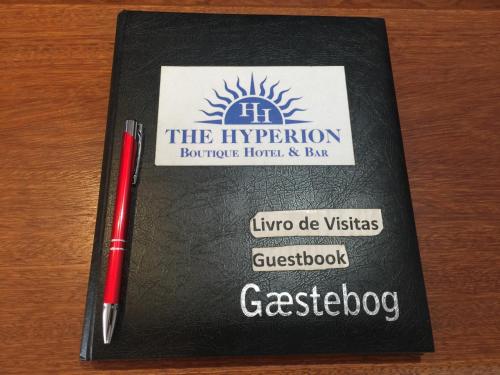 HH
THE HYPERION
BOUTIQUE HOTEL & BAR
Livro de Visitas
Guestbook
Gæstebog